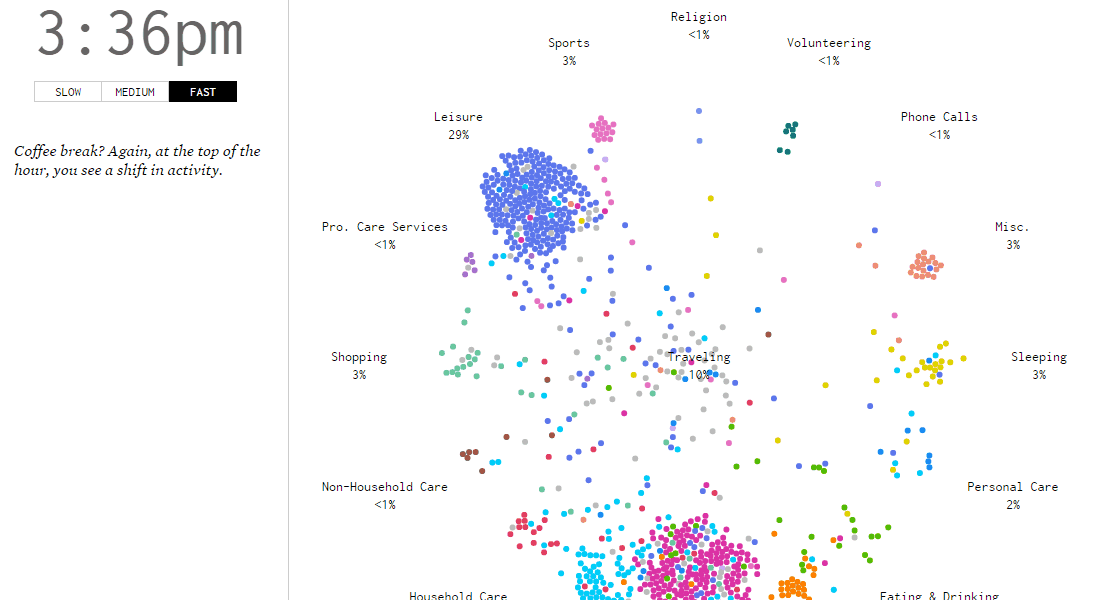 3:36pm
SLOW MEDIUM FAST
Coffee break? Again, at the top of the
hour, you see a shift in activity.
Religion
<1%
Sports
3%
Volunteering
<1%
Leisure
29%
Phone Calls
<1%
Pro. Care Services
<1%
Misc.
3%
Shopping
3%
Traveling
10%
Sleeping
3%
Non-Household Care
<1%
Personal Care
2%
Household Care
Eating & Drinking